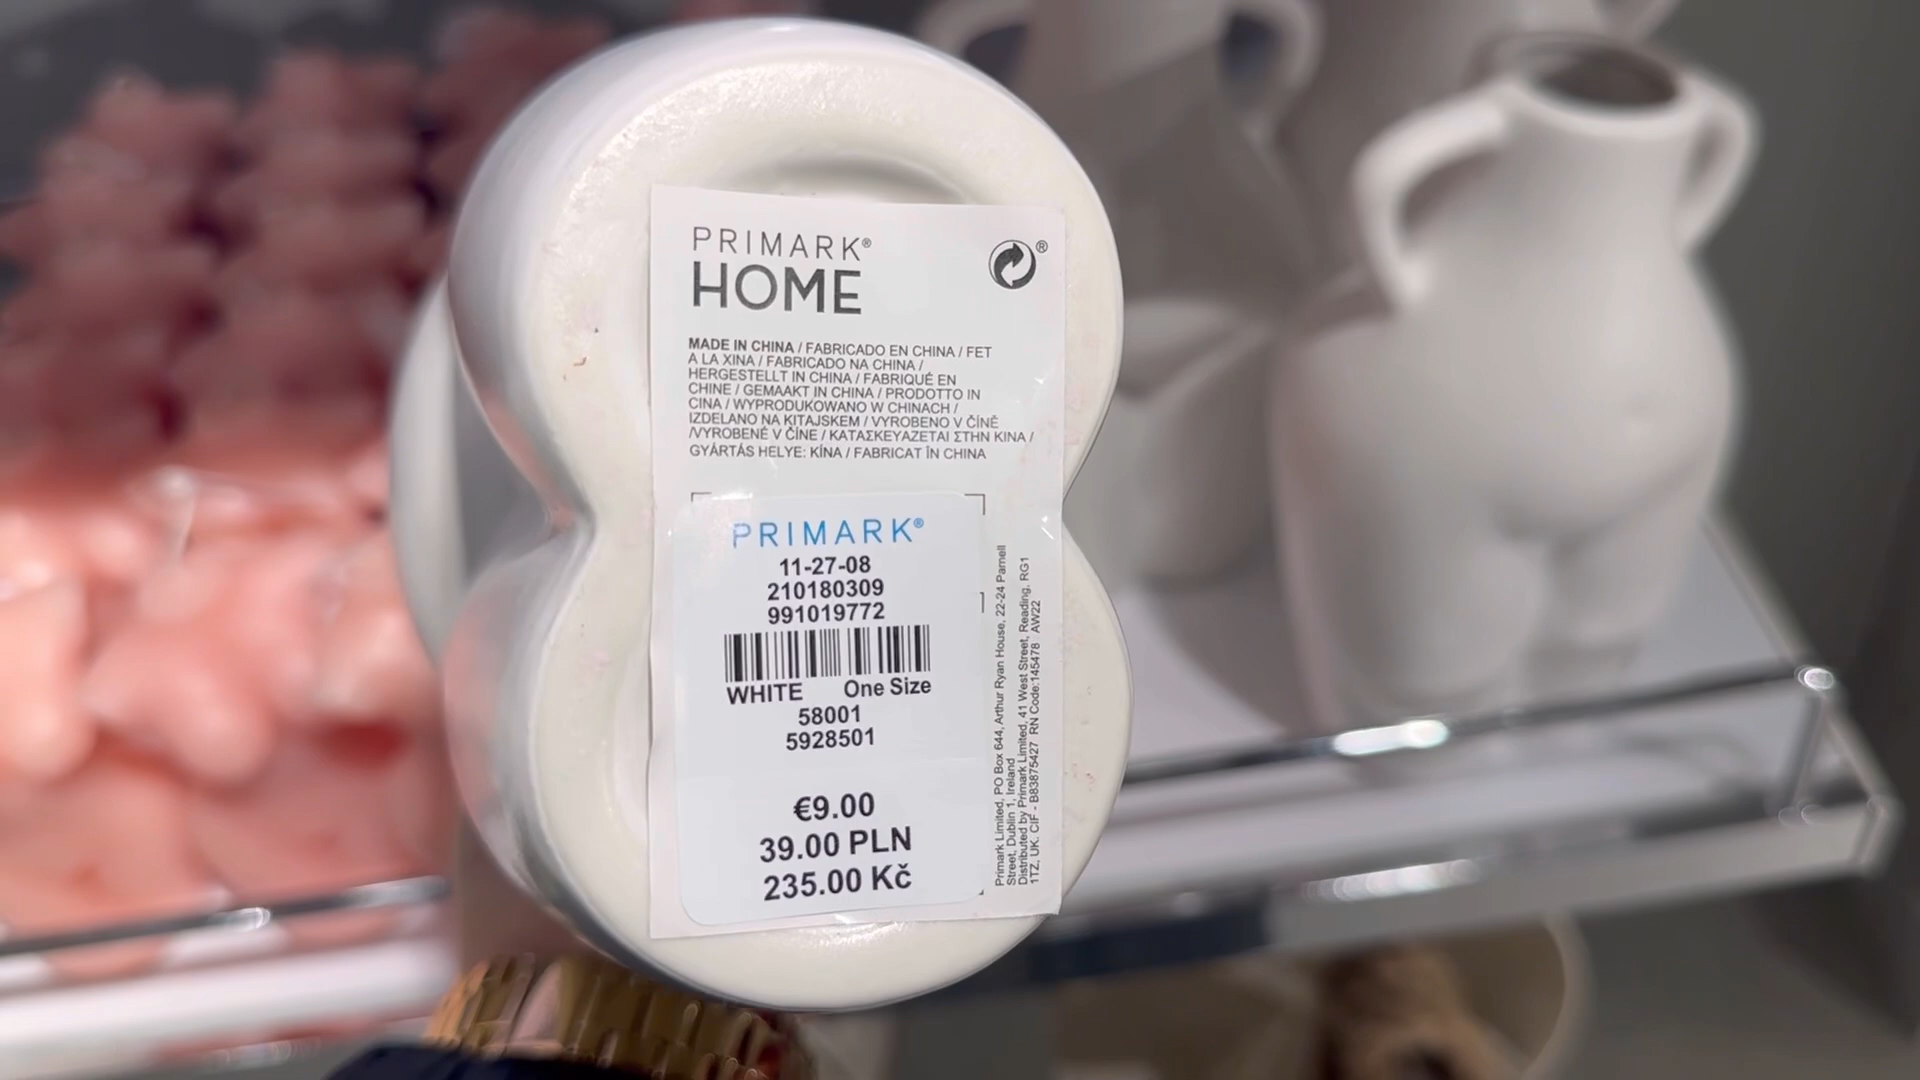 PRIMARK®
HOME
®
MADE IN CHINA / FABRICADO EN CHINA / FET
A LA XINA / FABRICADO NA CHINA /
HERGESTELLT IN CHINA / FABRIQUÉ EN
CHINE / GEMAAKT IN CHINA / PRODOTTO IN
CINA / WYPRODUKOWANO W CHINACH /
IZDELANO NA KITAJSKEM / VYROBENO V ČÍNĚ
/VYROBENÉ V ČÍNE / ΚΑΤΑΣΚΕΥΑΖΕΤΑΙ ΣΤΗΝ ΚΙΝΑ /
GYÁRTÁS HELYE: KÍNA / FABRICAT ÎN CHINA
PRIMARK®
11-27-08
210180309
991019772
WHITE One Size
58001
5928501
€9.00
39.00 PLN
235.00 Kč
Primark Limited, PO Box 644, Arthur Ryan House, 22-24 Parnell
Street, Dublin 1, Ireland
Distributed by Primark Limited, 41 West Street, Reading, RG1
1TZ, UK. CIF - B83875427 RN Code:145478 AW22